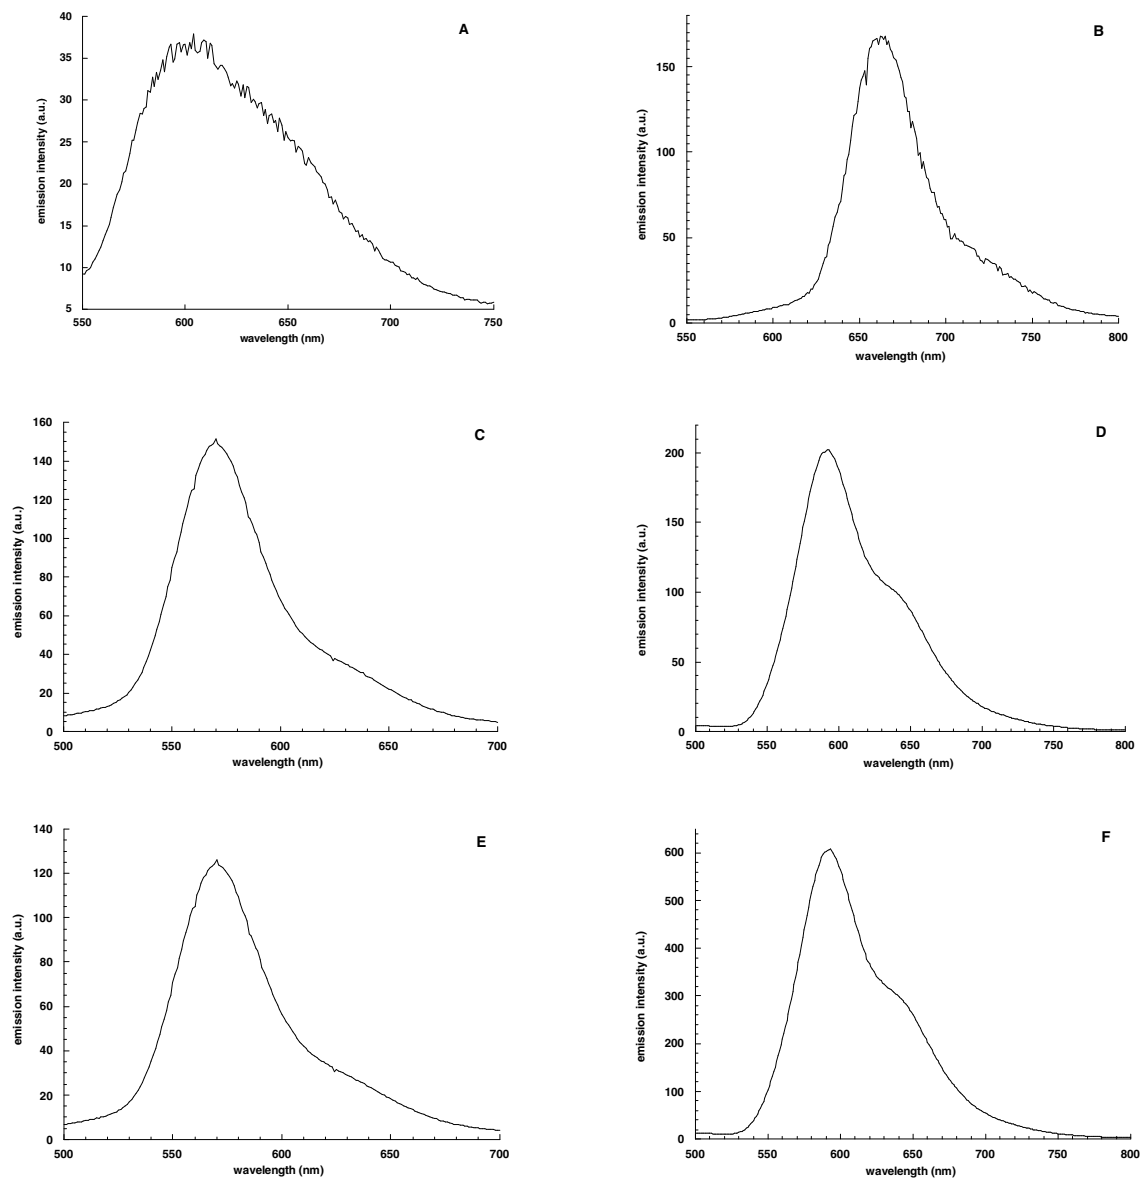 A
40
35
30
25
20
15
10
5
emission intensity (a.u.)
550 600 650 700 750
wavelength (nm)
B
150
100
50
0
emission intensity (a.u.)
550 600 650 700 750 800
wavelength (nm)
C
160
140
120
100
80
60
40
20
0
emission intensity (a.u.)
500 550 600 650 700
wavelength (nm)
D
200
150
100
50
0
emission intensity (a.u.)
500 550 600 650 700 750 800
wavelength (nm)
E
140
120
100
80
60
40
20
0
emission intensity (a.u.)
500 550 600 650 700
wavelength (nm)
F
600
500
400
300
200
100
0
emission intensity (a.u.)
500 550 600 650 700 750 800
wavelength (nm)